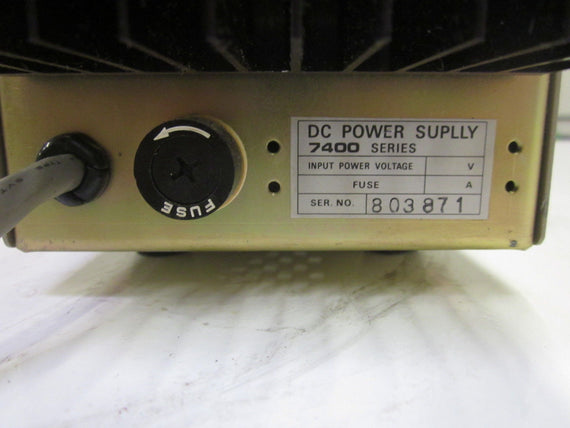 DC POWER SUPLLY
7400 SERIES
INPUT POWER VOLTAGE V
FUSE A
SER. NO. 803871
FUSE